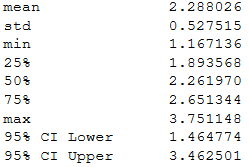 mean 2.288026
std 0.527515
min 1.167136
25% 1.893568
50% 2.261970
75% 2.651344
max 3.751148
95% CI Lower 1.464774
95% CI Upper 3.462501